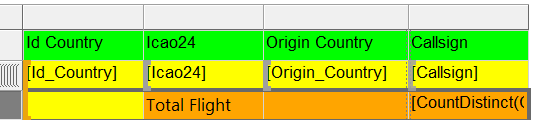 Id Country Icao24 Origin Country Callsign
[Id_Country] [Icao24] [Origin_Country] [Callsign]
Total Flight [CountDistinct(